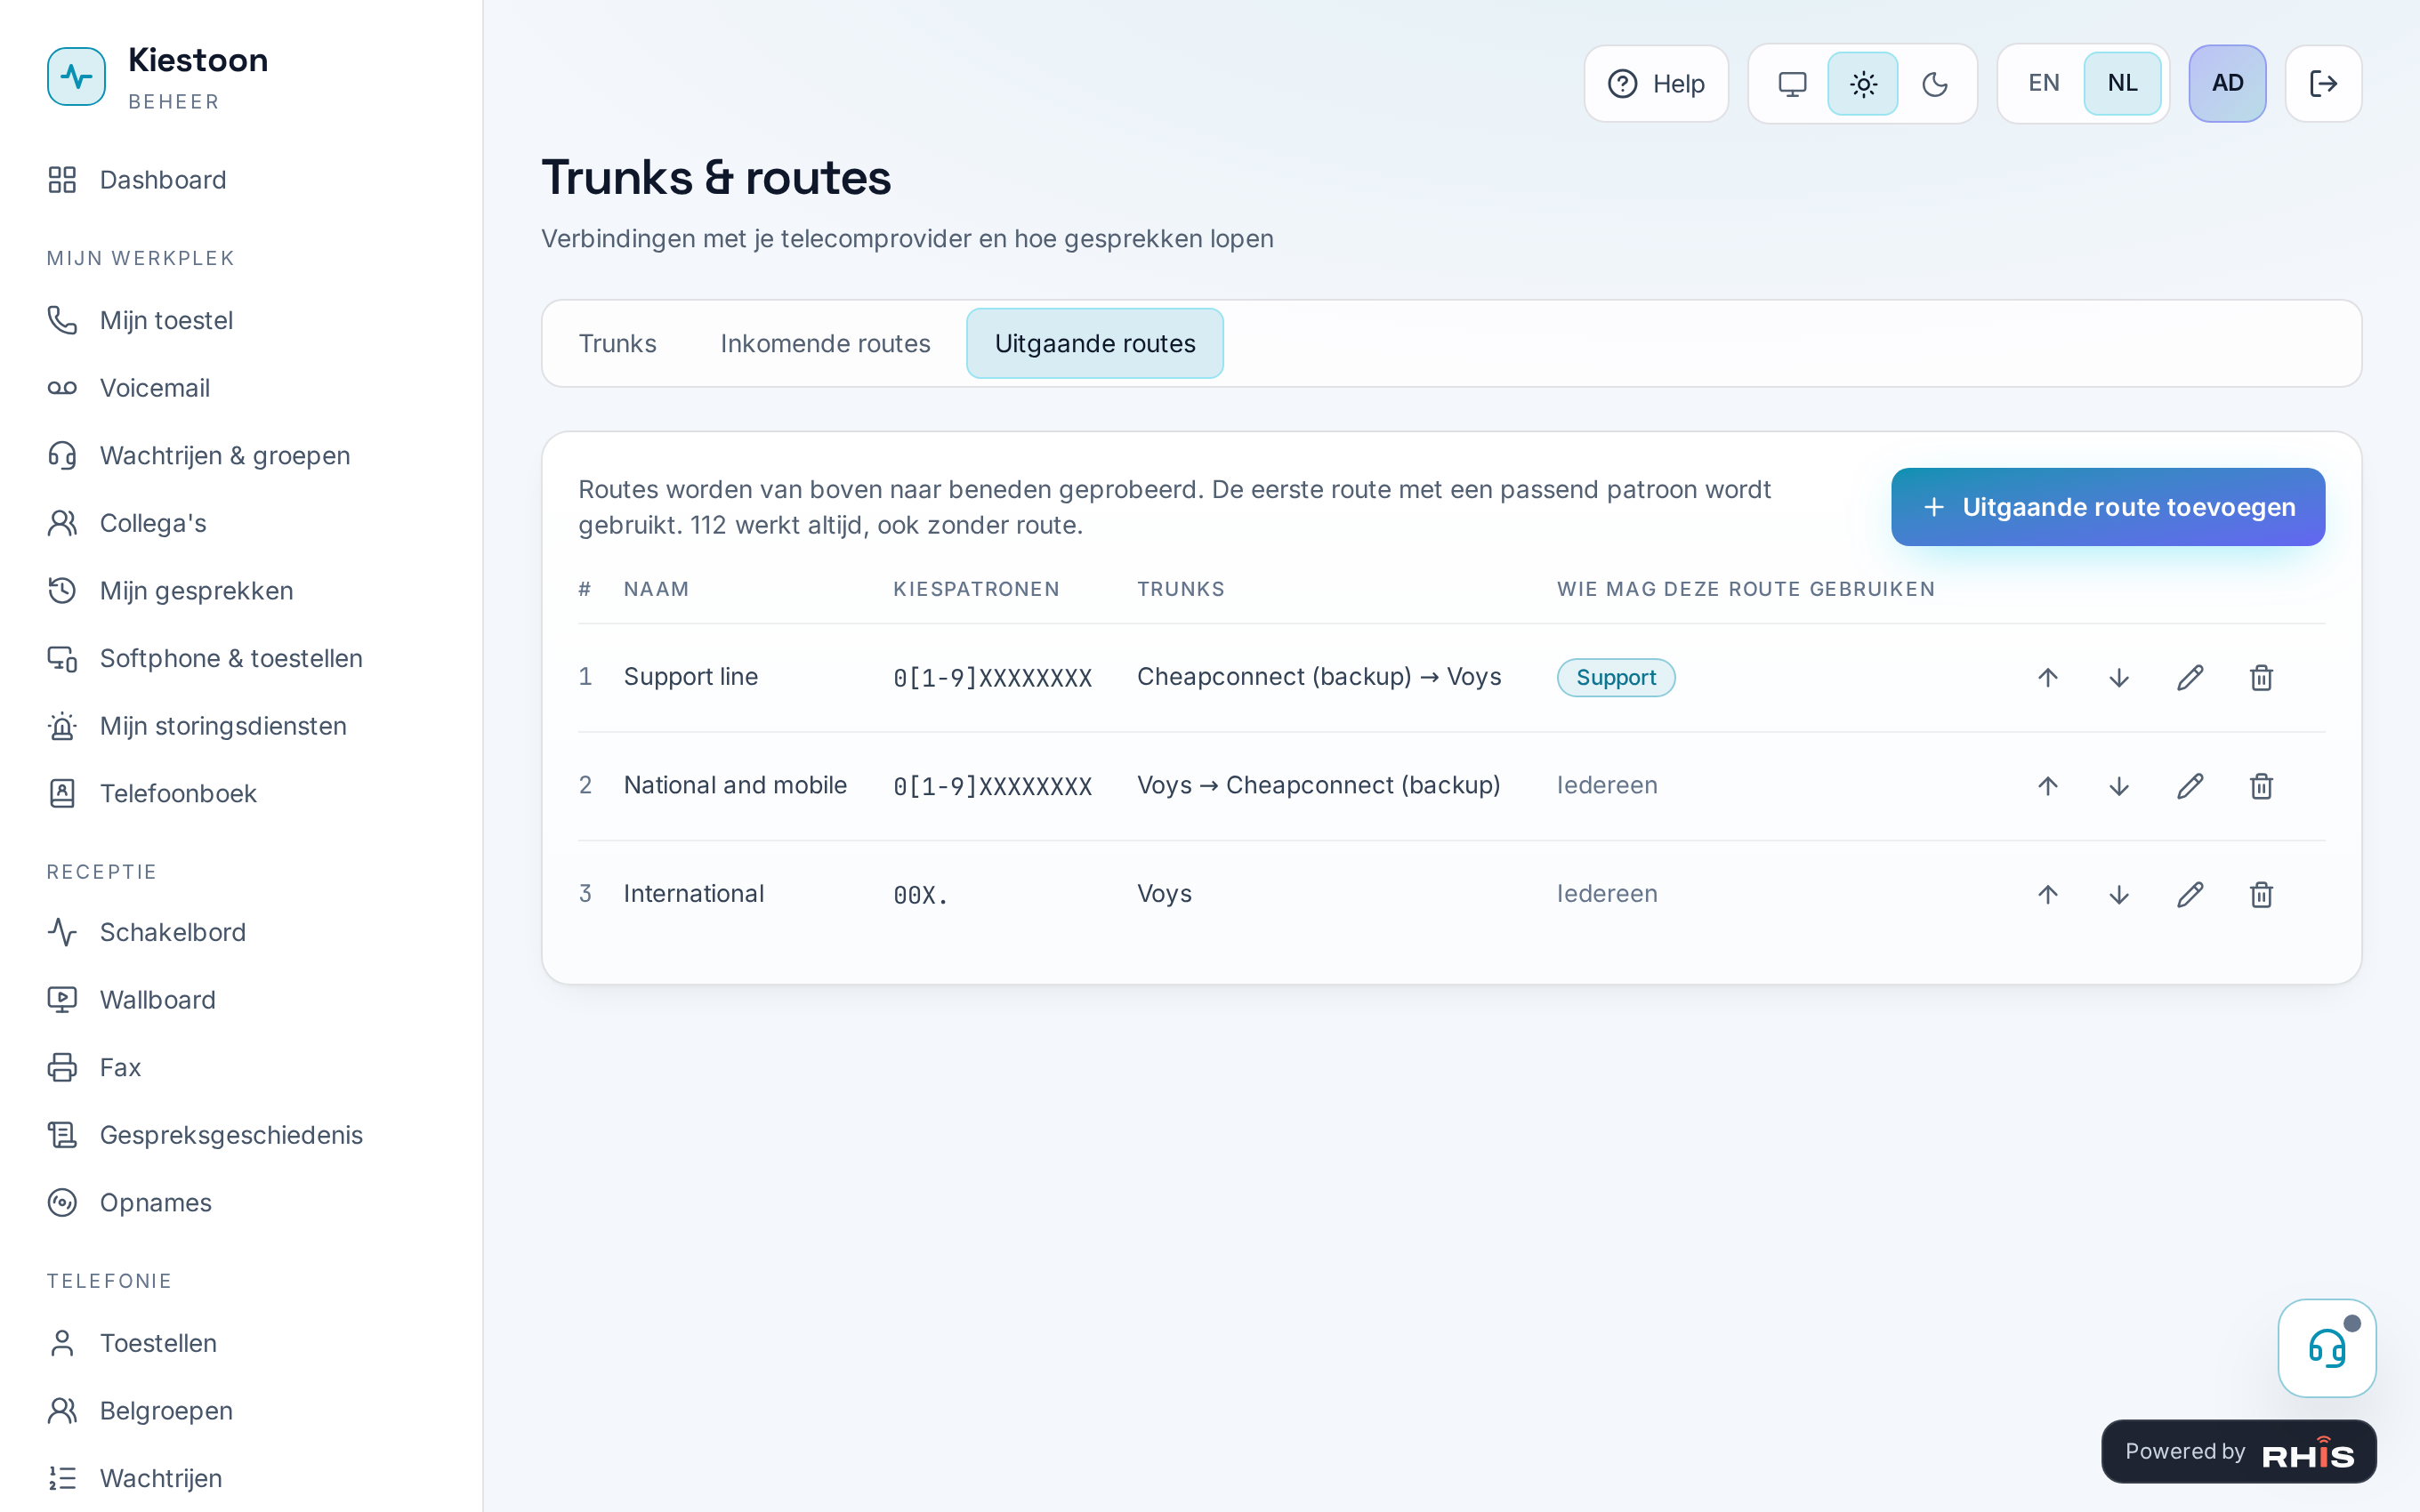 Kiestoon
BEHEER
Dashboard
MIJN WERKPLEK
Mijn toestel
Voicemail
Wachtrijen & groepen
Collega's
Mijn gesprekken
Softphone & toestellen
Mijn storingsdiensten
Telefoonboek
RECEPTIE
Schakelbord
Wallboard
Fax
Gespreksgeschiedenis
Opnames
TELEFONIE
Toestellen
Belgroepen
Wachtrijen
Help
EN NL AD
Trunks & routes
Verbindingen met je telecomprovider en hoe gesprekken lopen
Trunks Inkomende routes Uitgaande routes
Routes worden van boven naar beneden geprobeerd. De eerste route met een passend patroon wordt
gebruikt. 112 werkt altijd, ook zonder route.
Uitgaande route toevoegen
# NAAM KIESPATRONEN TRUNKS WIE MAG DEZE ROUTE GEBRUIKEN
1 Support line 0[1-9]XXXXXXXX Cheapconnect (backup) → Voys Support
2 National and mobile 0[1-9]XXXXXXXX Voys → Cheapconnect (backup) Iedereen
3 International 00X. Voys Iedereen
Powered by RHIS